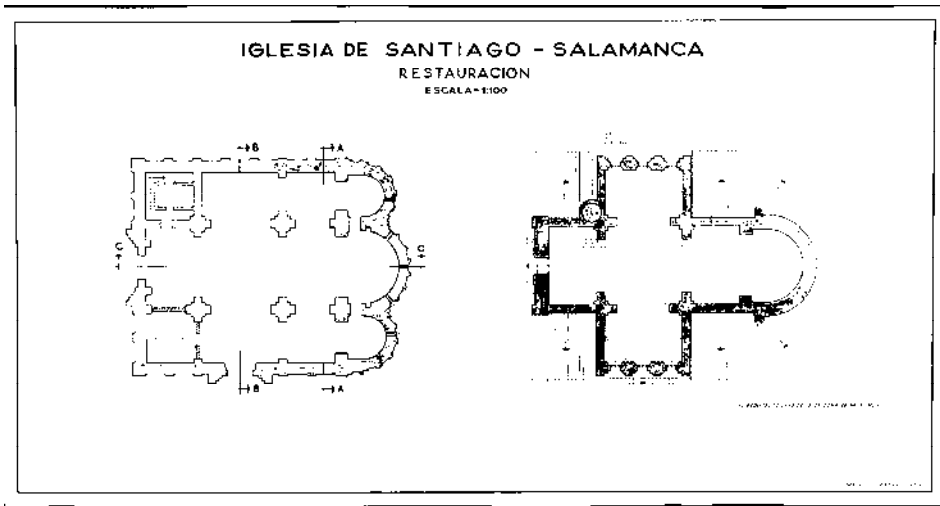 IGLESIA DE SANTIAGO - SALAMANCA
RESTAURACION
ESCALA=1:100
B
A
C
C
B
A